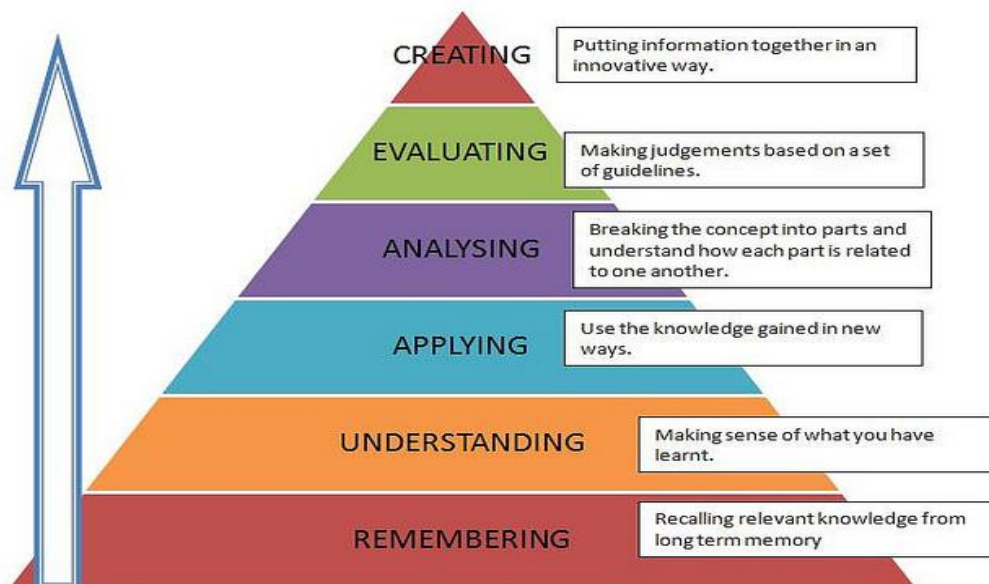 CREATING
Putting information together in an
innovative way.
EVALUATING
Making judgements based on a set
of guidelines.
ANALYSING
Breaking the concept into parts and
understand how each part is related
to one another.
APPLYING
Use the knowledge gained in new
ways.
UNDERSTANDING
Making sense of what you have
learnt.
REMEMBERING
Recalling relevant knowledge from
long term memory